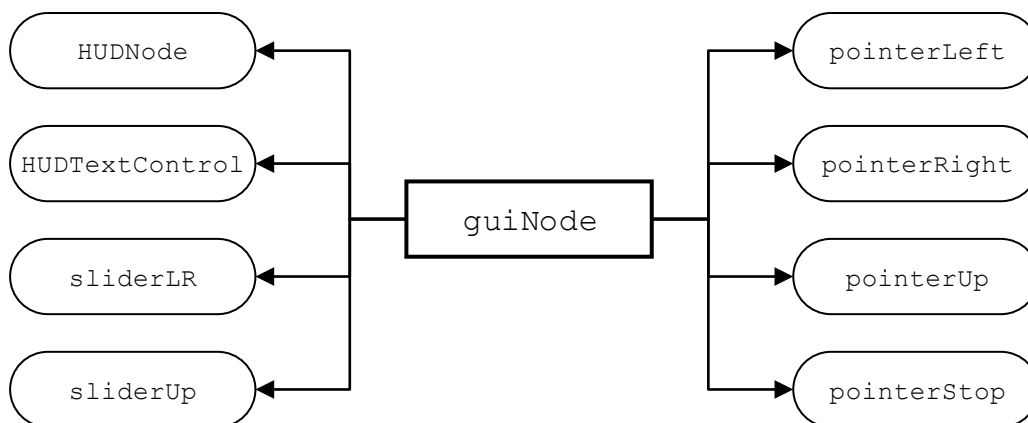 HUDNode
HUDTextControl
sliderLR
sliderUp
guiNode
pointerLeft
pointerRight
pointerUp
pointerStop